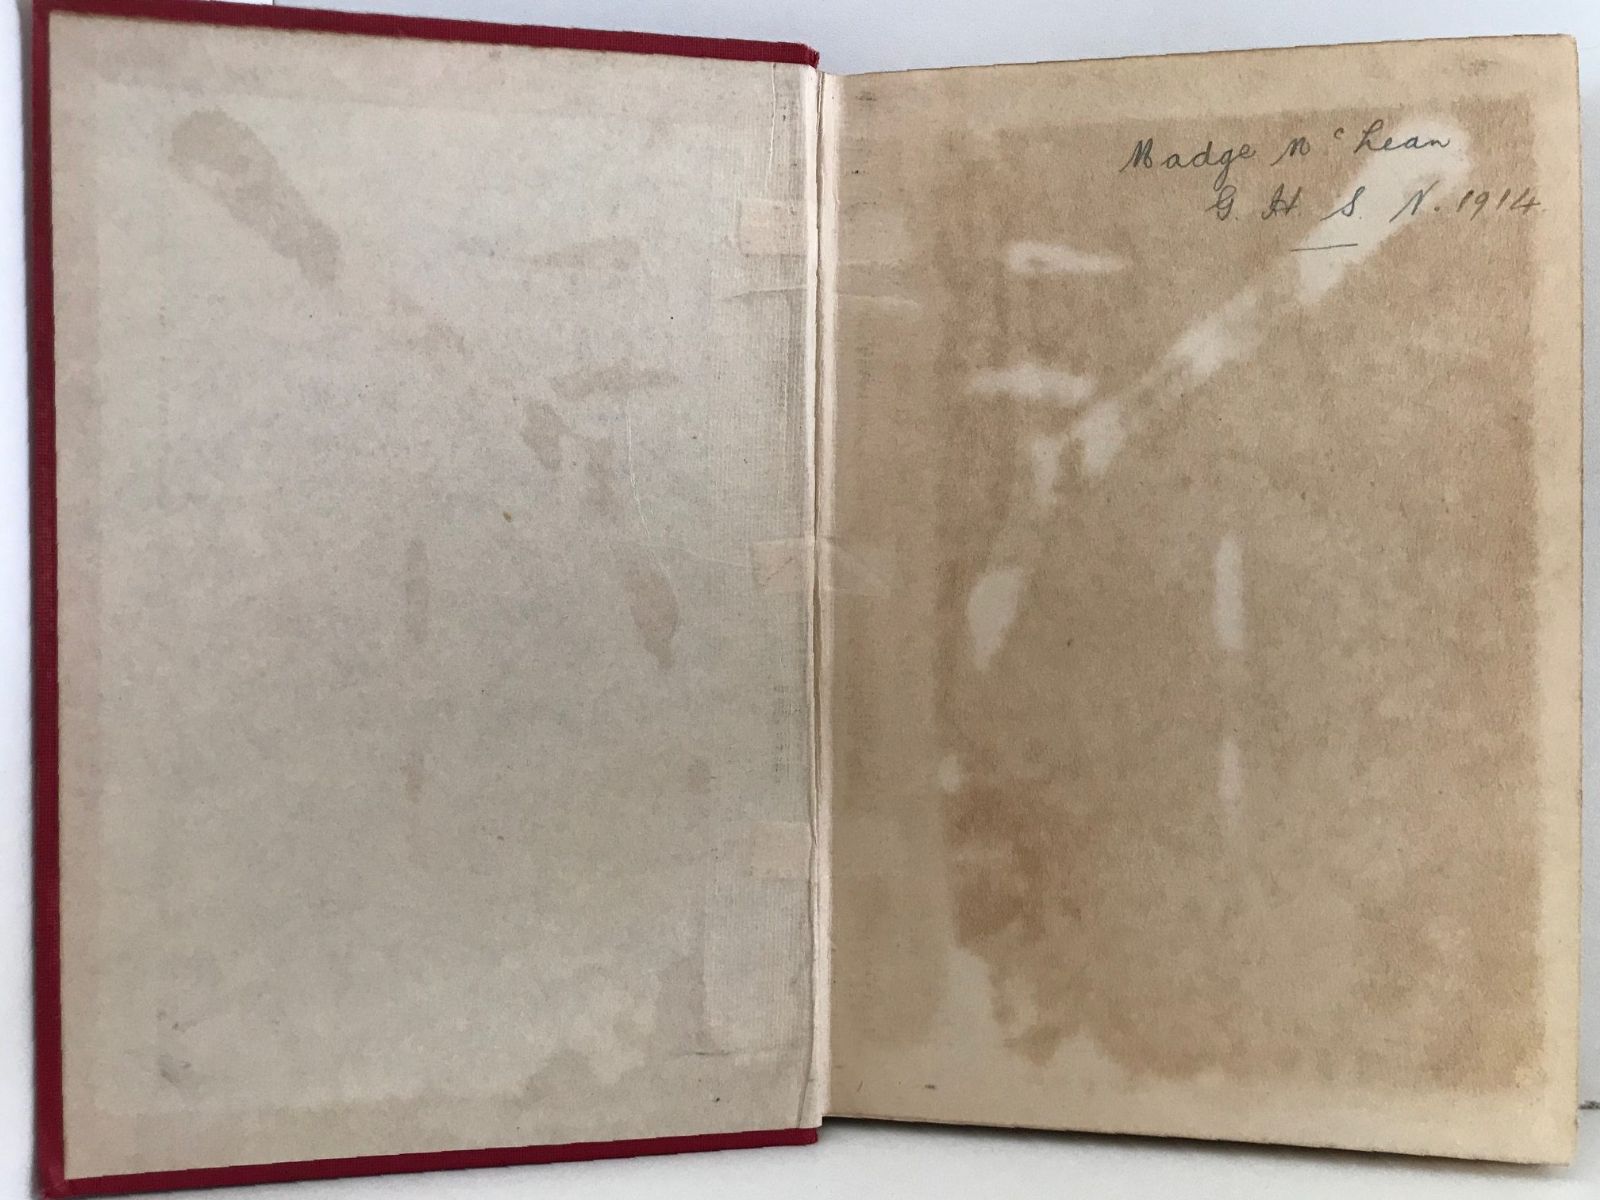 Madge McLean
G. H. S. N. 1914.